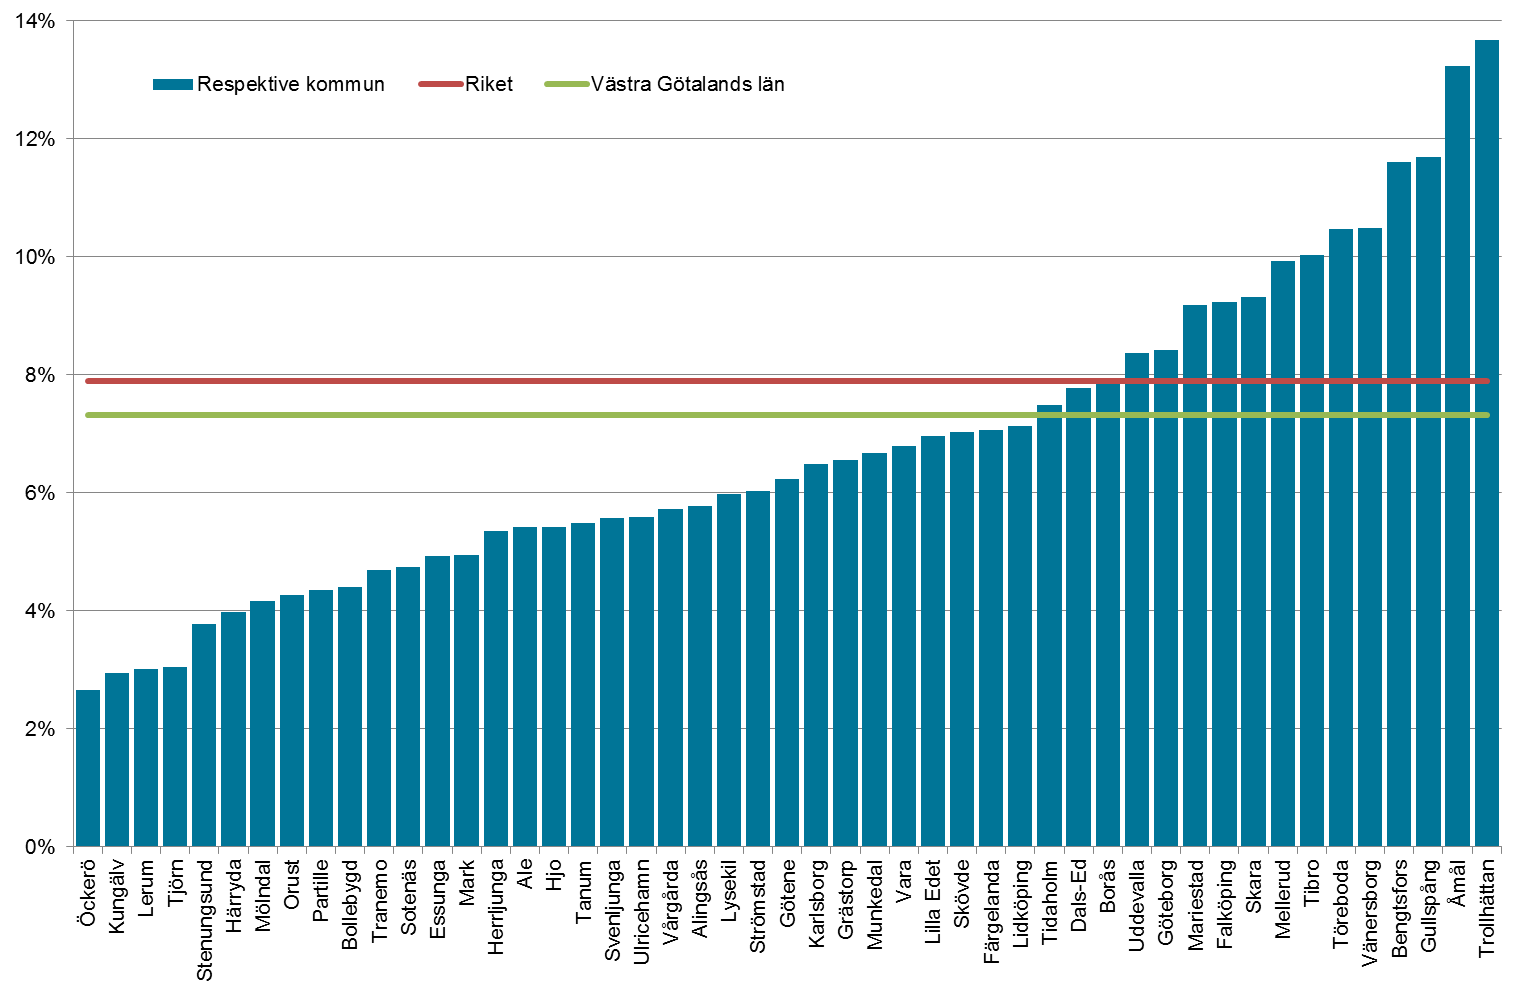 14%
12%
10%
8%
6%
4%
2%
0%
Respektive kommun
Riket
Västra Götalands län
Öckerö
Kungälv
Lerum
Tjörn
Stenungsund
Härryda
Mölndal
Orust
Partille
Bollebygd
Tranemo
Sotenäs
Essunga
Mark
Herrljunga
Ale
Hjo
Tanum
Svenljunga
Ulricehamn
Vårgårda
Alingsås
Lysekil
Strömstad
Götene
Karlsborg
Grästorp
Munkedal
Vara
Lilla Edet
Skövde
Färgelanda
Lidköping
Tidaholm
Dals-Ed
Borås
Uddevalla
Göteborg
Mariestad
Falköping
Skara
Mellerud
Tibro
Töreboda
Vänersborg
Bengtsfors
Gullspång
Åmål
Trollhättan